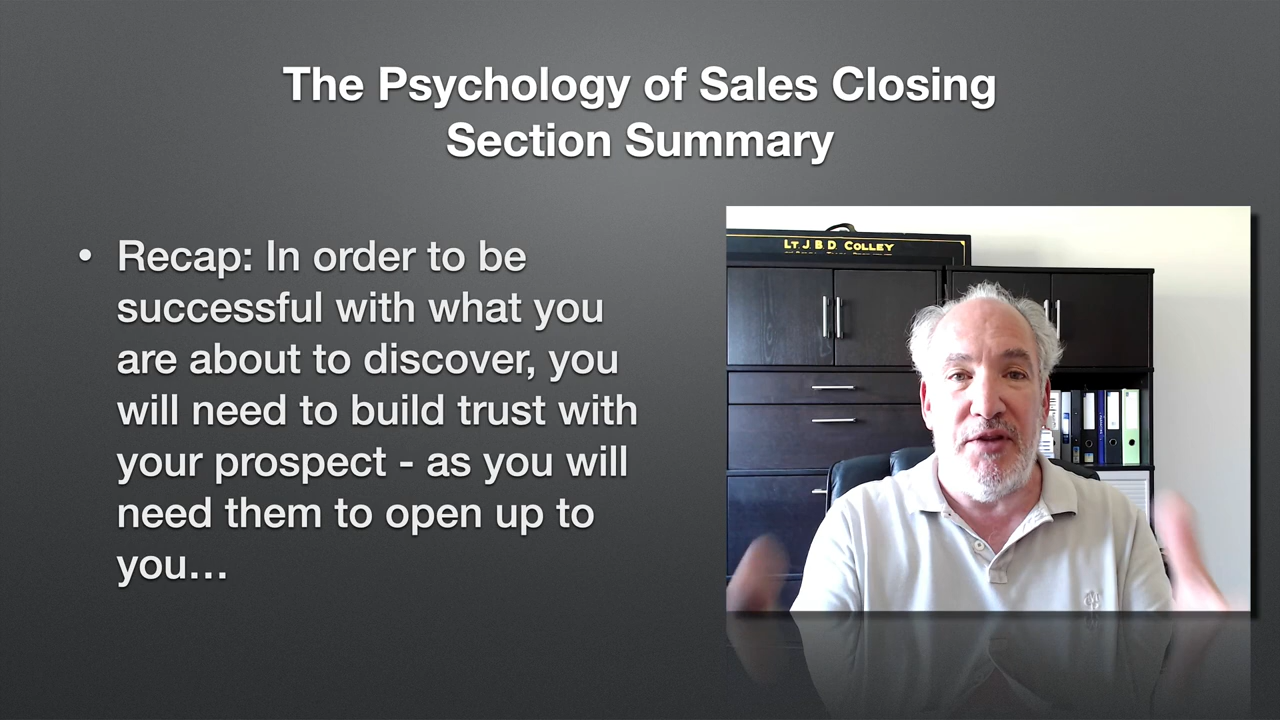 The Psychology of Sales Closing
Section Summary
• Recap: In order to be
successful with what you
are about to discover, you
will need to build trust with
your prospect - as you will
need them to open up to
you…
LT. J. B. D. COLLEY